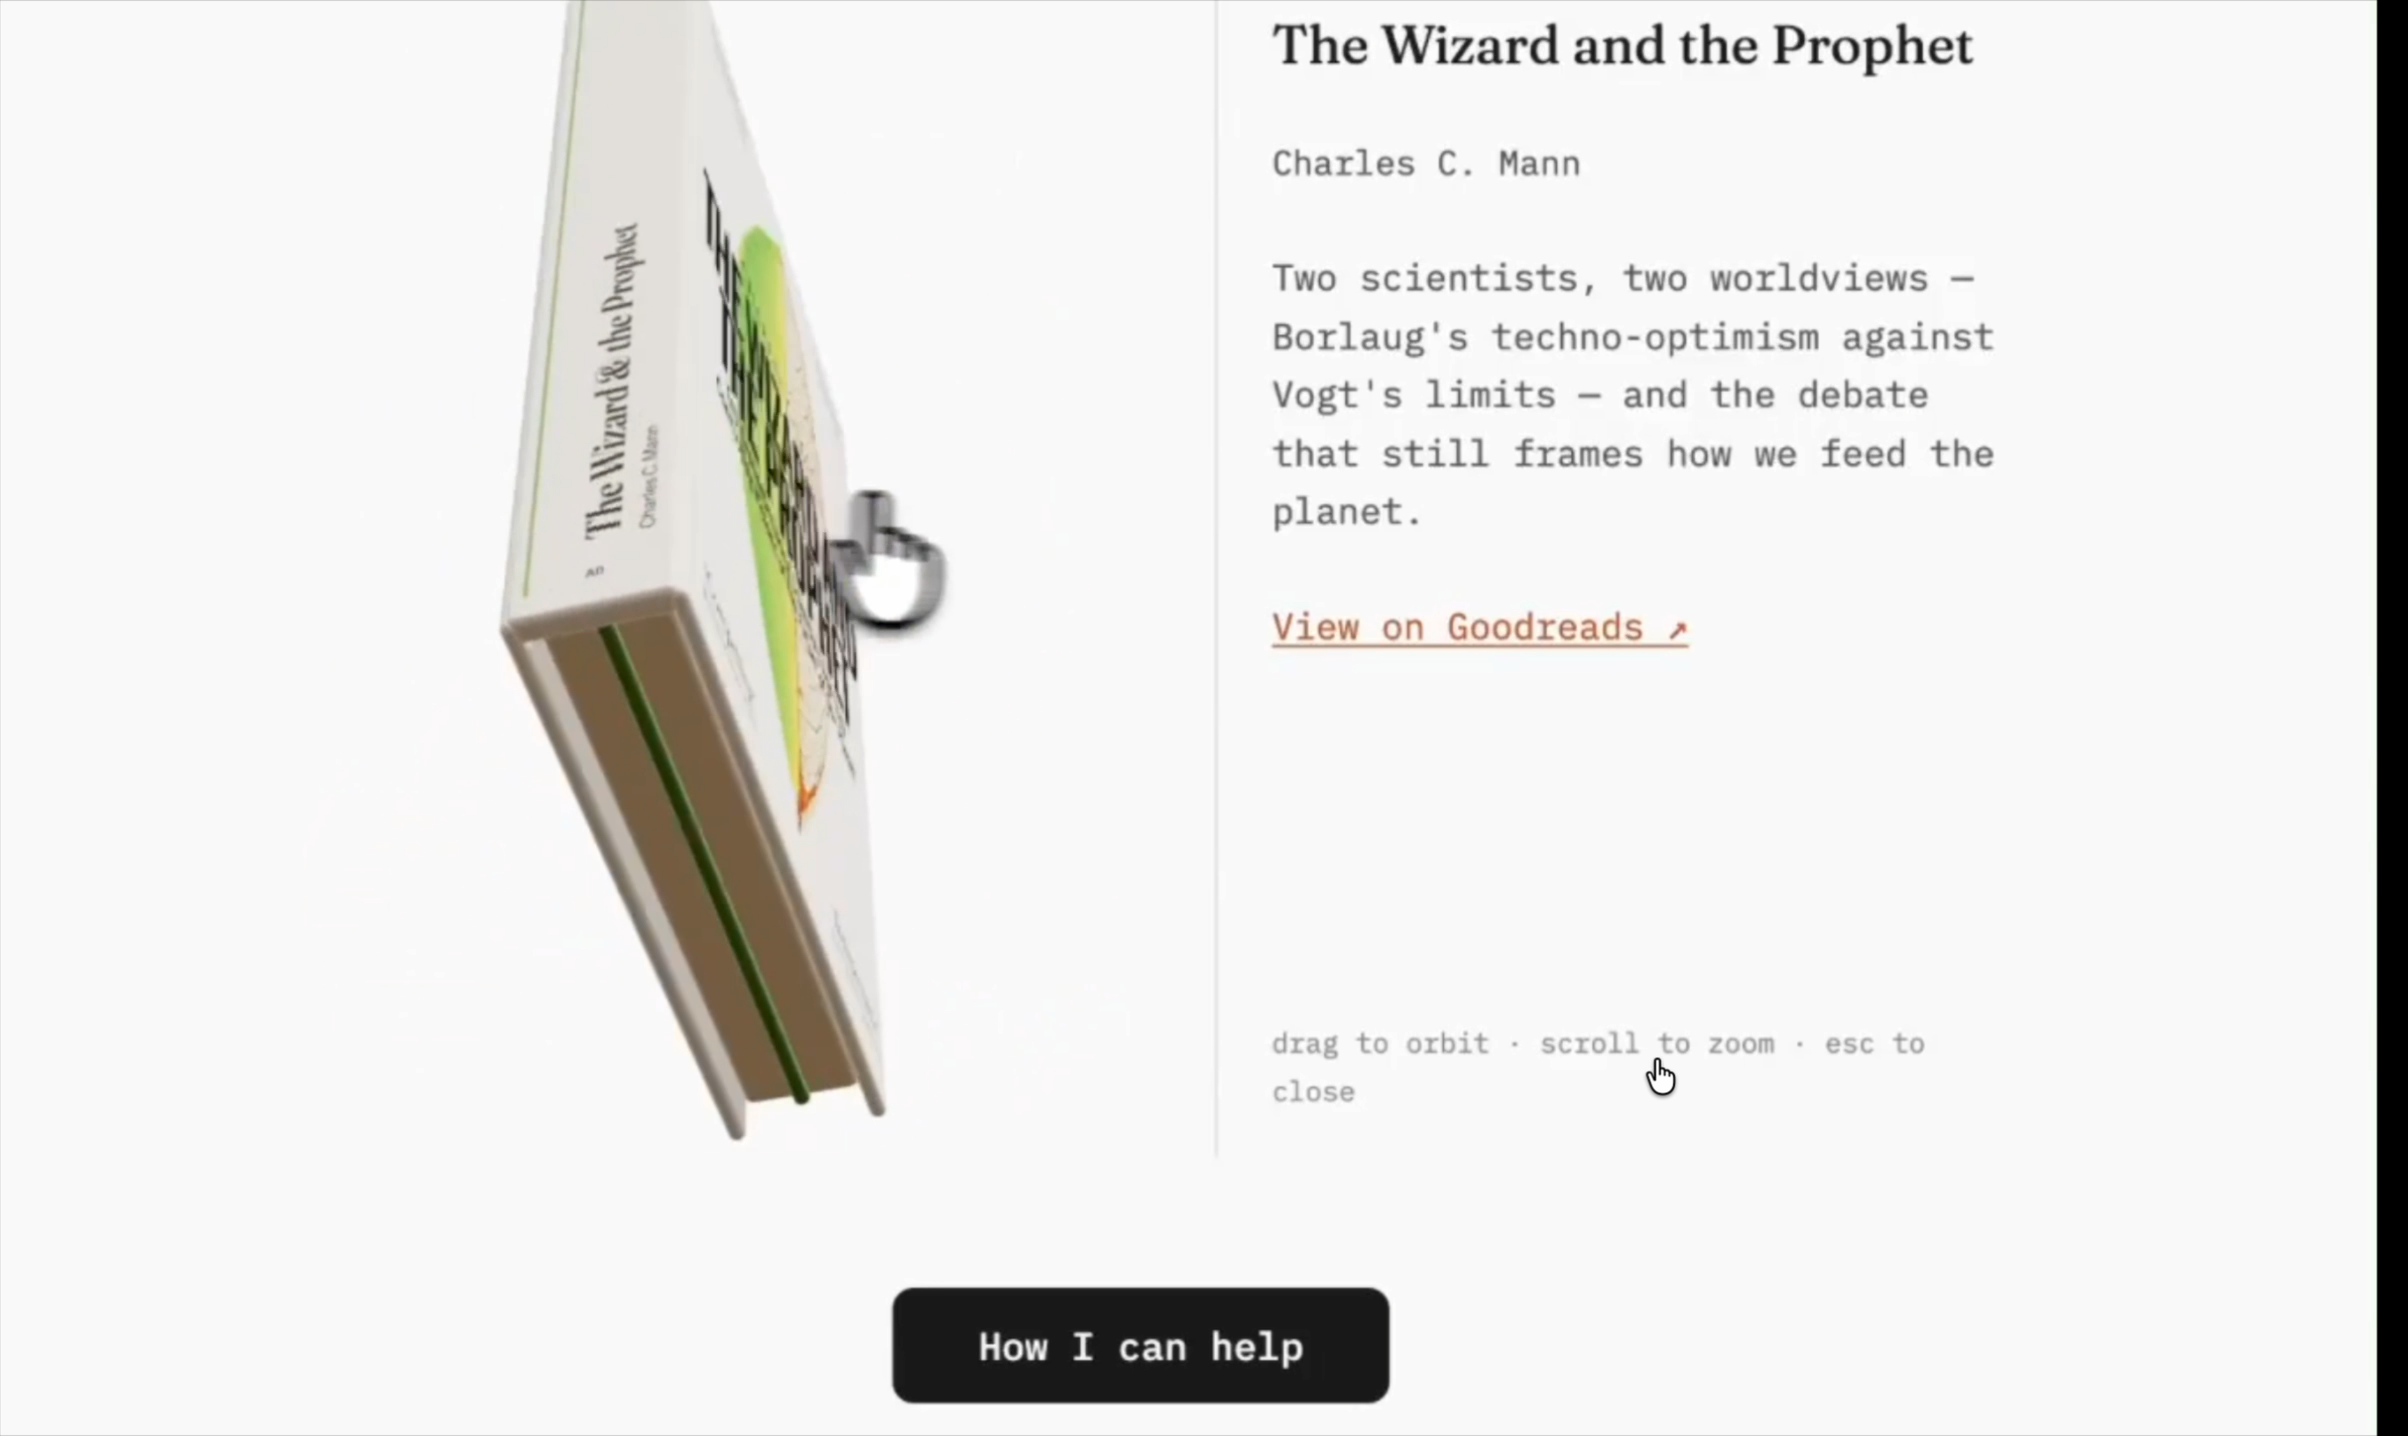 The Wizard and the Prophet
Charles C. Mann
Two scientists, two worldviews —
Borlaug's techno-optimism against
Vogt's limits — and the debate
that still frames how we feed the
planet.
View on Goodreads ↗
drag to orbit · scroll to zoom · esc to
close
The Wizard & the Prophet
Charles C. Mann
THE
How I can help